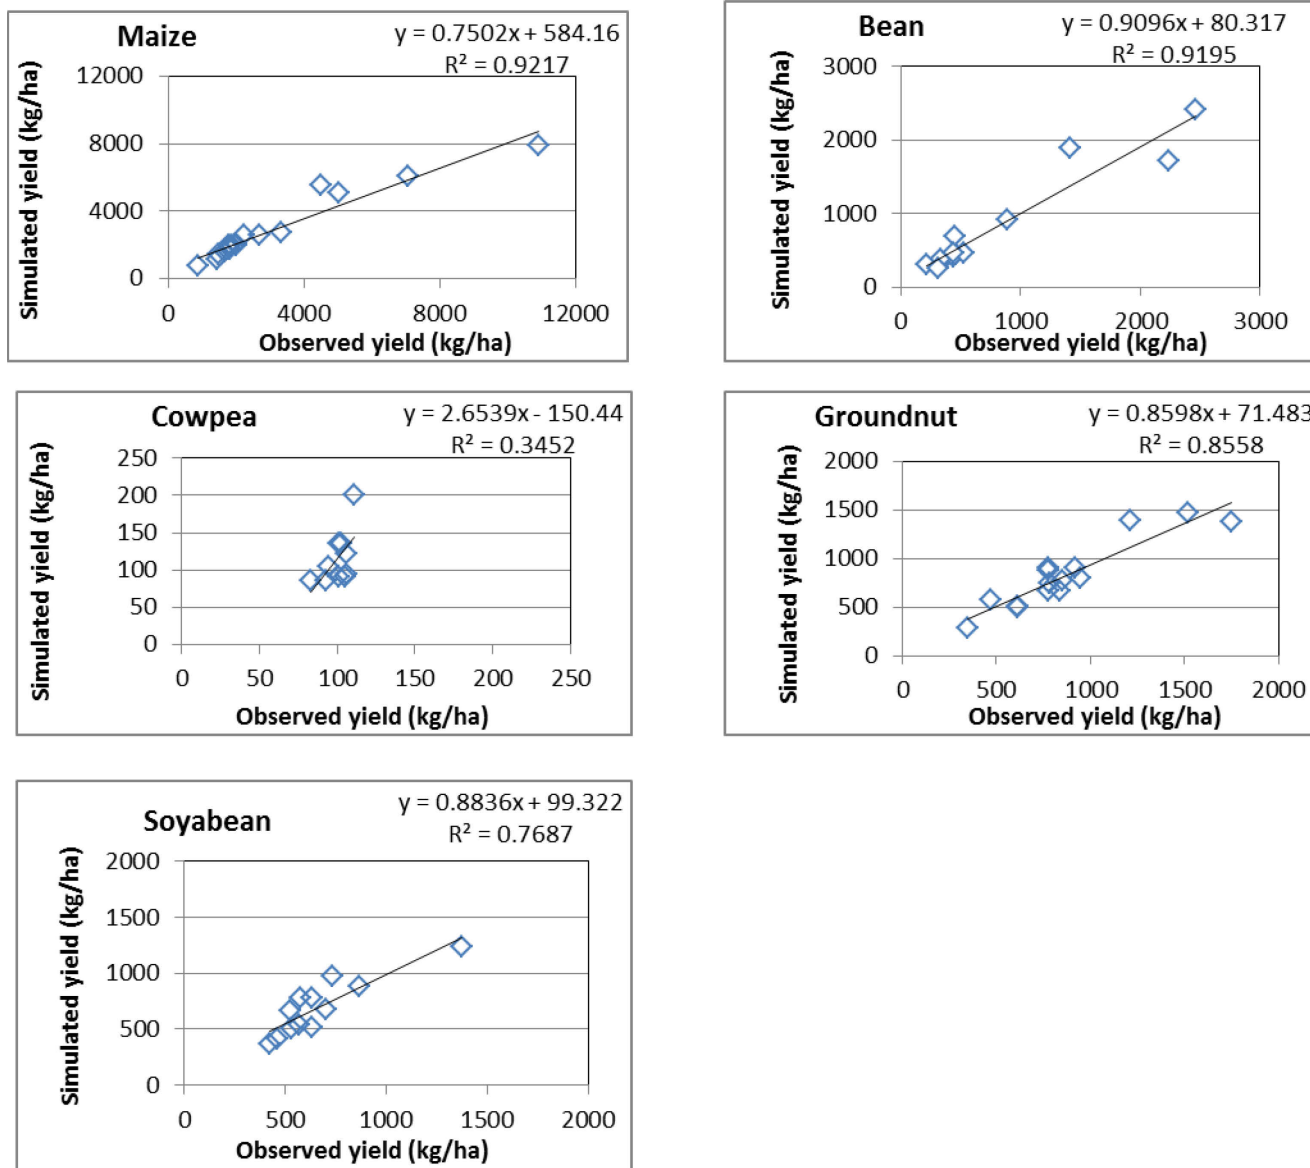 Maize
y = 0.7502x + 584.16
R² = 0.9217
Simulated yield (kg/ha)
12000
8000
4000
0
0 4000 8000 12000
Observed yield (kg/ha)
Bean
y = 0.9096x + 80.317
R² = 0.9195
Simulated yield (kg/ha)
3000
2000
1000
0
0 1000 2000 3000
Observed yield (kg/ha)
Cowpea
y = 2.6539x - 150.44
R² = 0.3452
Simulated yield (kg/ha)
250
200
150
100
50
0
0 50 100 150 200 250
Observed yield (kg/ha)
Groundnut
y = 0.8598x + 71.483
R² = 0.8558
Simulated yield (kg/ha)
2000
1500
1000
500
0
0 500 1000 1500 2000
Observed yield (kg/ha)
Soyabean
y = 0.8836x + 99.322
R² = 0.7687
Simulated yield (kg/ha)
2000
1500
1000
500
0
0 500 1000 1500 2000
Observed yield (kg/ha)